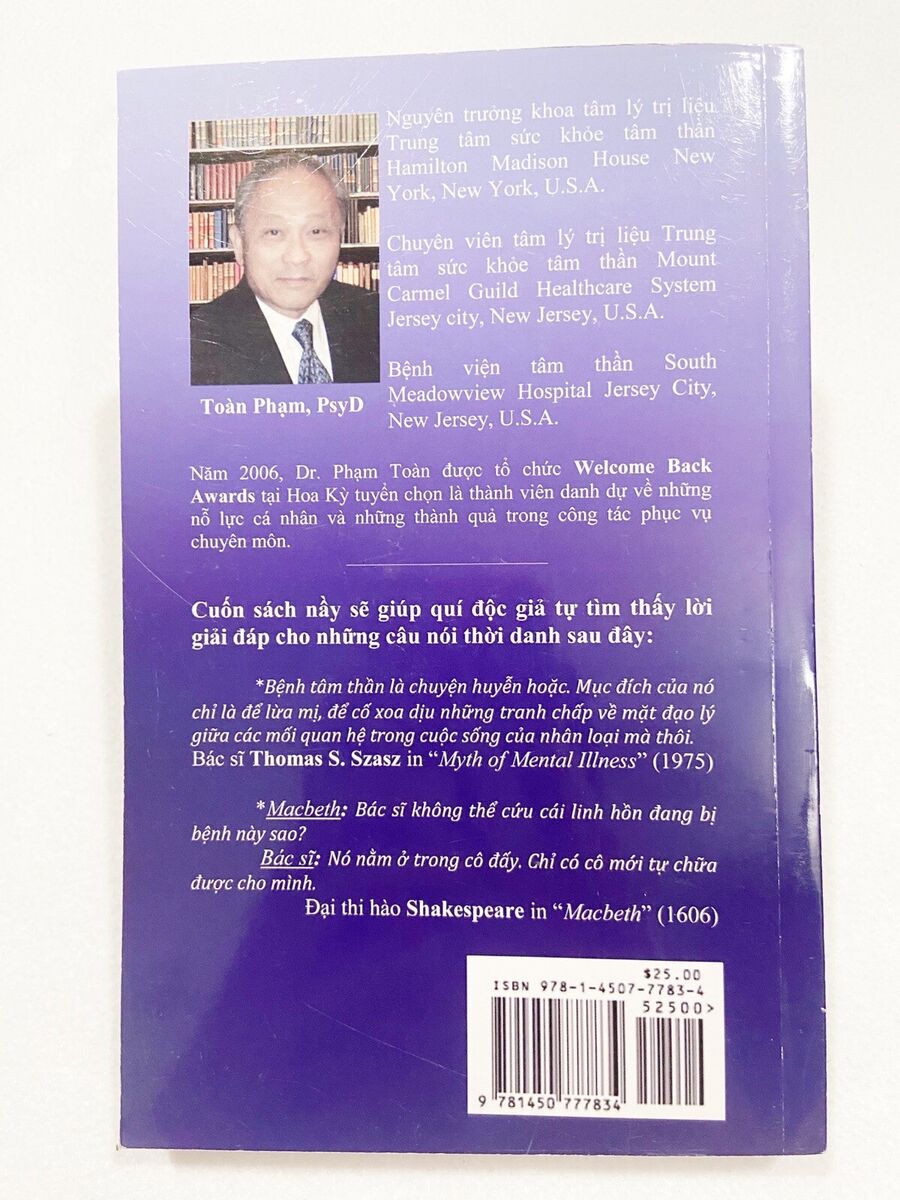 Nguyên trưởng khoa tâm lý trị liệu
Trung tâm sức khỏe tâm thần
Hamilton Madison House New
York, New York, U.S.A.
Chuyên viên tâm lý trị liệu Trung
tâm sức khỏe tâm thần Mount
Carmel Guild Healthcare System
Jersey city, New Jersey, U.S.A.
Bệnh viện tâm thần South
Meadowview Hospital Jersey City,
New Jersey, U.S.A.
Toàn Phạm, PsyD
Năm 2006, Dr. Phạm Toàn được tổ chức Welcome Back
Awards tại Hoa Kỳ tuyển chọn là thành viên danh dự về những
nỗ lực cá nhân và những thành quả trong công tác phục vụ
chuyên môn.
Cuốn sách nầy sẽ giúp quí độc giả tự tìm thấy lời
giải đáp cho những câu nói thời danh sau đây:
*Bệnh tâm thần là chuyện huyễn hoặc. Mục đích của nó
chỉ là để lừa mị, để cố xoa dịu những tranh chấp về mặt đạo lý
giữa các mối quan hệ trong cuộc sống của nhân loại mà thôi.
Bác sĩ Thomas S. Szasz in “Myth of Mental Illness” (1975)
*Macbeth: Bác sĩ không thể cứu cái linh hồn đang bị
bệnh này sao?
Bác sĩ: Nó nằm ở trong cô đấy. Chỉ có cô mới tự chữa
được cho mình.
Đại thi hào Shakespeare in “Macbeth” (1606)
$25.00
ISBN 978-1-4507-7783-4
52500>
9 781450 777834